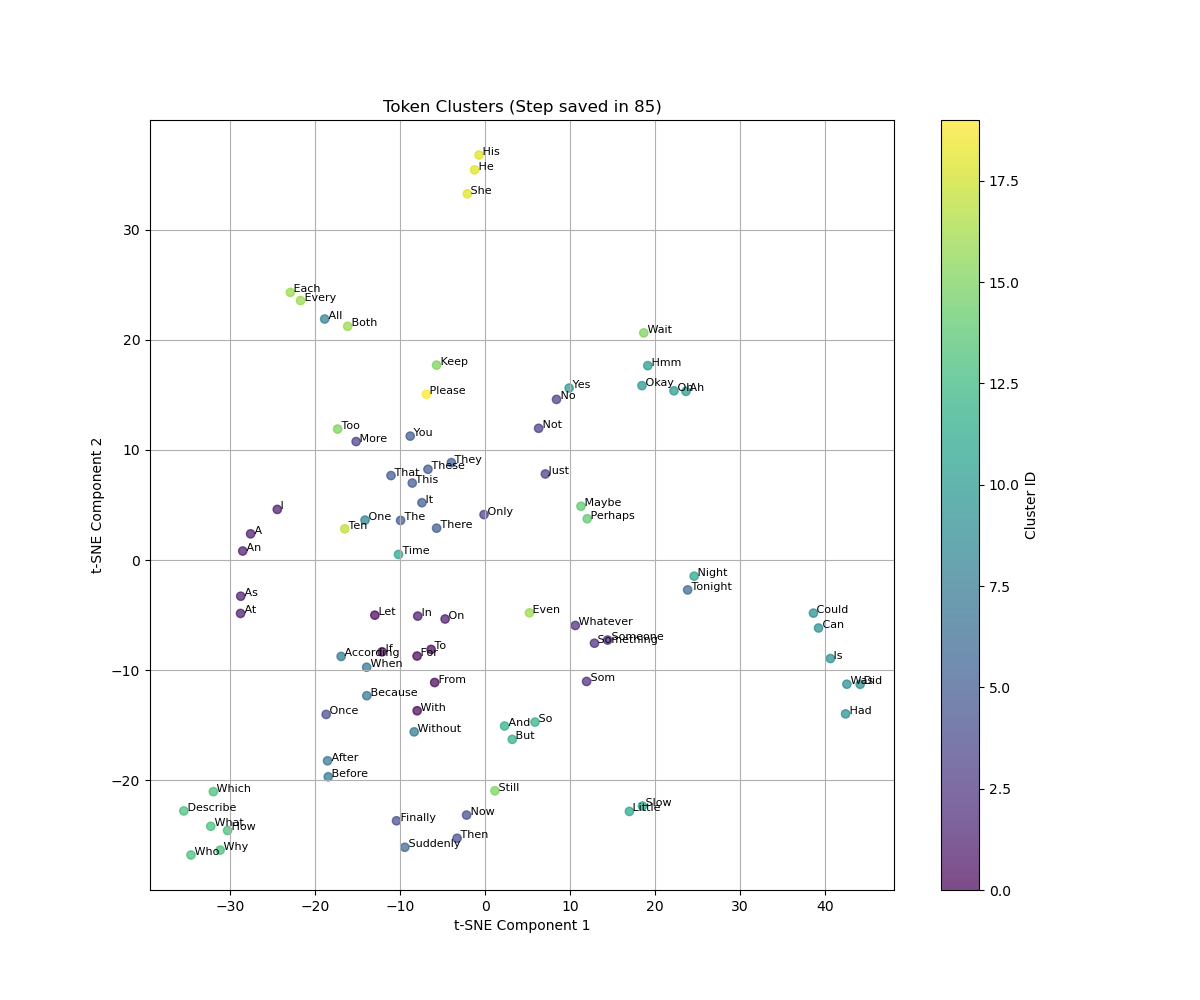 Token Clusters (Step saved in 85)
His
He
She
Each
Every
All
Both
Wait
Keep
Hmm
Please
Yes
Okay
Oh
Ah
No
Too
More
You
Not
They
These
That
This
Just
It
I
Maybe
Only
Perhaps
One
The
Ten
There
A
An
Time
Night
Tonight
As
At
Let
In
On
Even
Could
Whatever
Can
Someone
Something
If
To
According
For
When
Is
From
Som
Because
Was
Did
Once
With
Had
Without
And
So
But
After
Before
Which
Still
Describe
Slow
Little
What
How
Finally
Now
Then
Who
Why
Suddenly
30
20
10
0
−10
−20
−30
−20
−10
0
10
20
30
40
t-SNE Component 1
t-SNE Component 2
17.5
15.0
12.5
10.0
7.5
5.0
2.5
0.0
Cluster ID